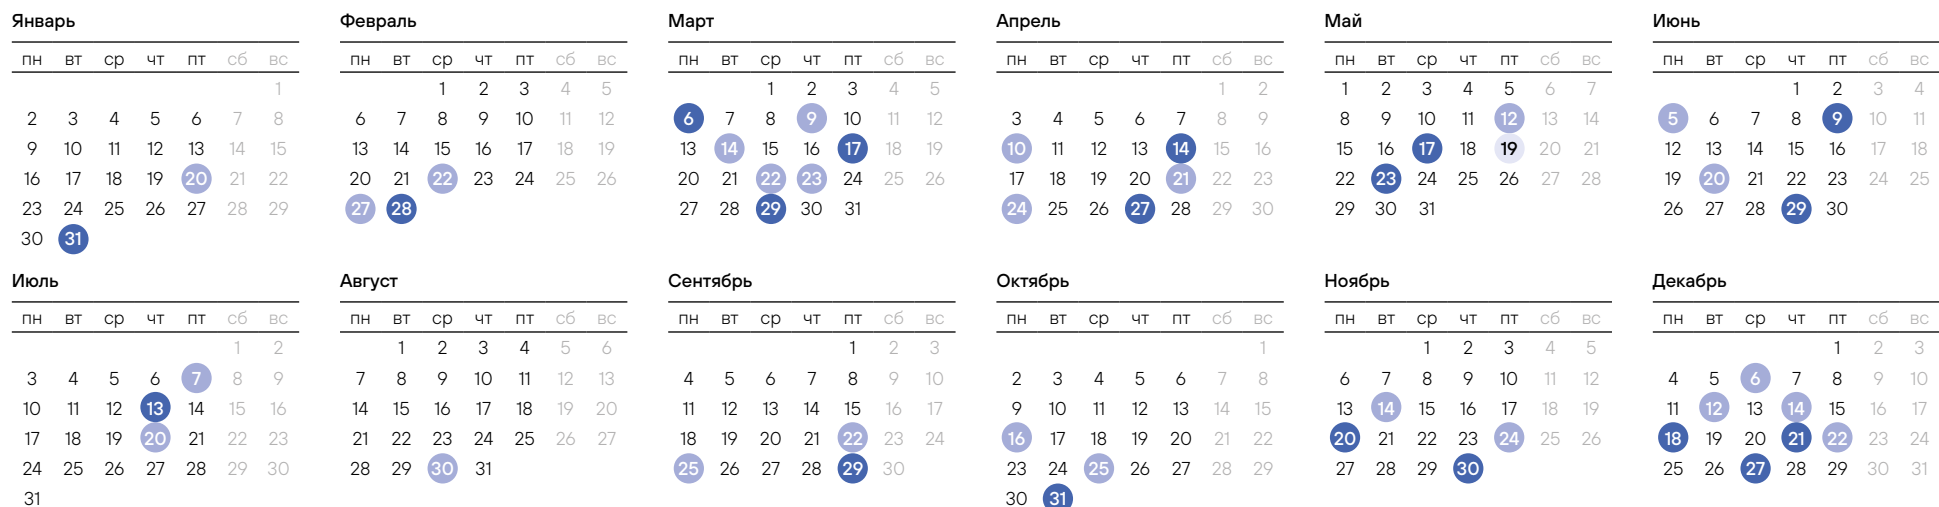 Январь Февраль Март Апрель Май Июнь
пн вт ср чт пт сб вс пн вт ср чт пт сб вс пн вт ср чт пт сб вс пн вт ср чт пт сб вс пн вт ср чт пт сб вс пн вт ср чт пт сб вс
1 1 2 3 4 5 1 2 3 4 5 1 2 1 2 3 4 5 6 7 1 2 3 4
2 3 4 5 6 7 8 6 7 8 9 10 11 12 6 7 8 9 10 11 12 3 4 5 6 7 8 9 8 9 10 11 12 13 14 5 6 7 8 9 10 11
9 10 11 12 13 14 15 13 14 15 16 17 18 19 13 14 15 16 17 18 19 10 11 12 13 14 15 16 15 16 17 18 19 20 21 12 13 14 15 16 17 18
16 17 18 19 20 21 22 20 21 22 23 24 25 26 20 21 22 23 24 25 26 17 18 19 20 21 22 23 22 23 24 25 26 27 28 19 20 21 22 23 24 25
23 24 25 26 27 28 29 27 28 27 28 29 30 31 24 25 26 27 28 29 30 29 30 31 26 27 28 29 30
30 31
Июль Август Сентябрь Октябрь Ноябрь Декабрь
пн вт ср чт пт сб вс пн вт ср чт пт сб вс пн вт ср чт пт сб вс пн вт ср чт пт сб вс пн вт ср чт пт сб вс пн вт ср чт пт сб вс
1 2 1 2 3 4 5 6 1 2 3 1 1 2 3 4 5 1 2 3
3 4 5 6 7 8 9 7 8 9 10 11 12 13 4 5 6 7 8 9 10 2 3 4 5 6 7 8 6 7 8 9 10 11 12 4 5 6 7 8 9 10
10 11 12 13 14 15 16 14 15 16 17 18 19 20 11 12 13 14 15 16 17 9 10 11 12 13 14 15 13 14 15 16 17 18 19 11 12 13 14 15 16 17
17 18 19 20 21 22 23 21 22 23 24 25 26 27 18 19 20 21 22 23 24 16 17 18 19 20 21 22 20 21 22 23 24 25 26 18 19 20 21 22 23 24
24 25 26 27 28 29 30 28 29 30 31 25 26 27 28 29 30 23 24 25 26 27 28 29 27 28 29 30 25 26 27 28 29 30 31
31 30 31